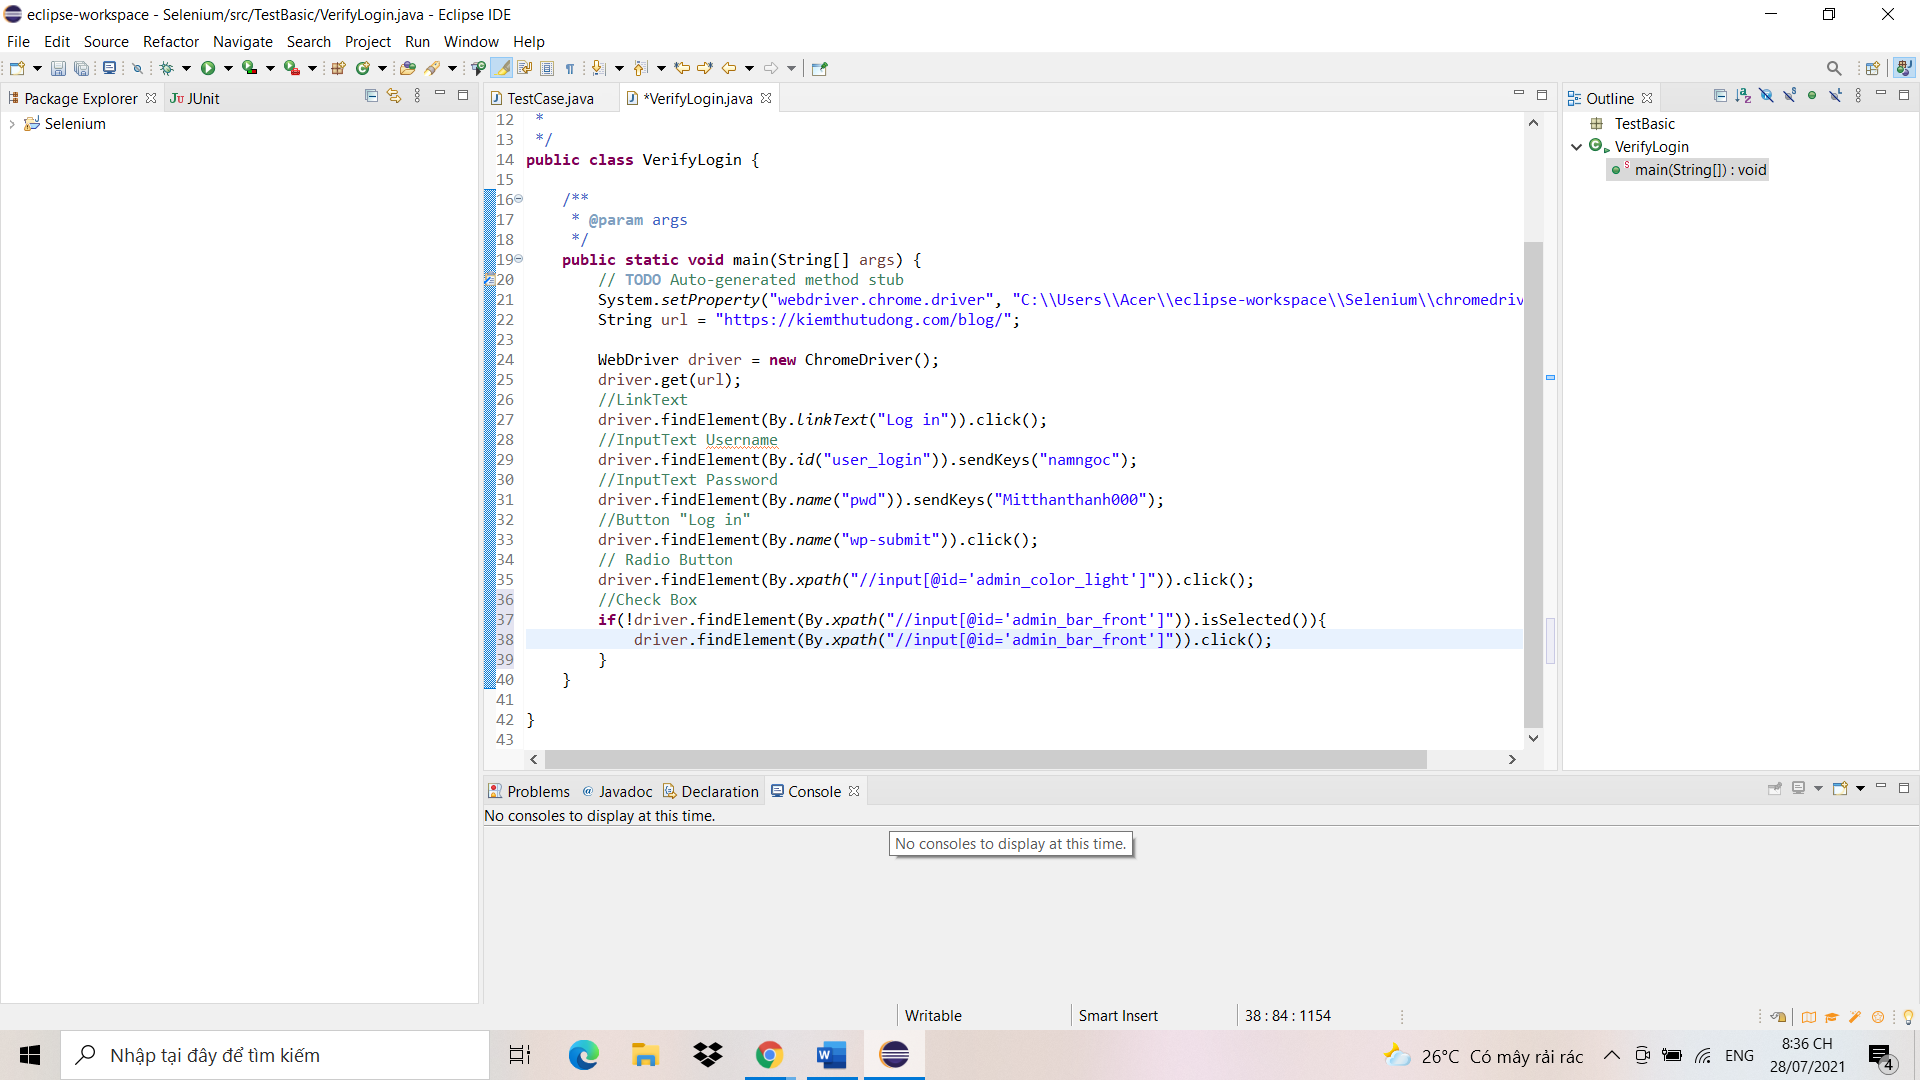 eclipse-workspace - Selenium/src/TestBasic/VerifyLogin.java - Eclipse IDE
File Edit Source Refactor Navigate Search Project Run Window Help
Package Explorer JUnit
Selenium
TestCase.java *VerifyLogin.java
12 *
13 */
14 public class VerifyLogin {
15
16 /**
17 * @param args
18 */
19 public static void main(String[] args) {
20 // TODO Auto-generated method stub
21 System.setProperty("webdriver.chrome.driver", "C:\\Users\\Acer\\eclipse-workspace\\Selenium\\chromedriv
22 String url = "https://kiemthutudong.com/blog/";
23
24 WebDriver driver = new ChromeDriver();
25 driver.get(url);
26 //LinkText
27 driver.findElement(By.linkText("Log in")).click();
28 //InputText Username
29 driver.findElement(By.id("user_login")).sendKeys("namngoc");
30 //InputText Password
31 driver.findElement(By.name("pwd")).sendKeys("Mitthanthanh000");
32 //Button "Log in"
33 driver.findElement(By.name("wp-submit")).click();
34 // Radio Button
35 driver.findElement(By.xpath("//input[@id='admin_color_light']")).click();
36 //Check Box
37 if(!driver.findElement(By.xpath("//input[@id='admin_bar_front']")).isSelected()){
38 driver.findElement(By.xpath("//input[@id='admin_bar_front']")).click();
39 }
40 }
41
42 }
43
Outline
TestBasic
VerifyLogin
main(String[]) : void
Problems Javadoc Declaration Console
No consoles to display at this time.
No consoles to display at this time.
Writable Smart Insert 38 : 84 : 1154
Nhập tại đây để tìm kiếm
26°C Có mây rải rác ENG
8:36 CH
28/07/2021
4